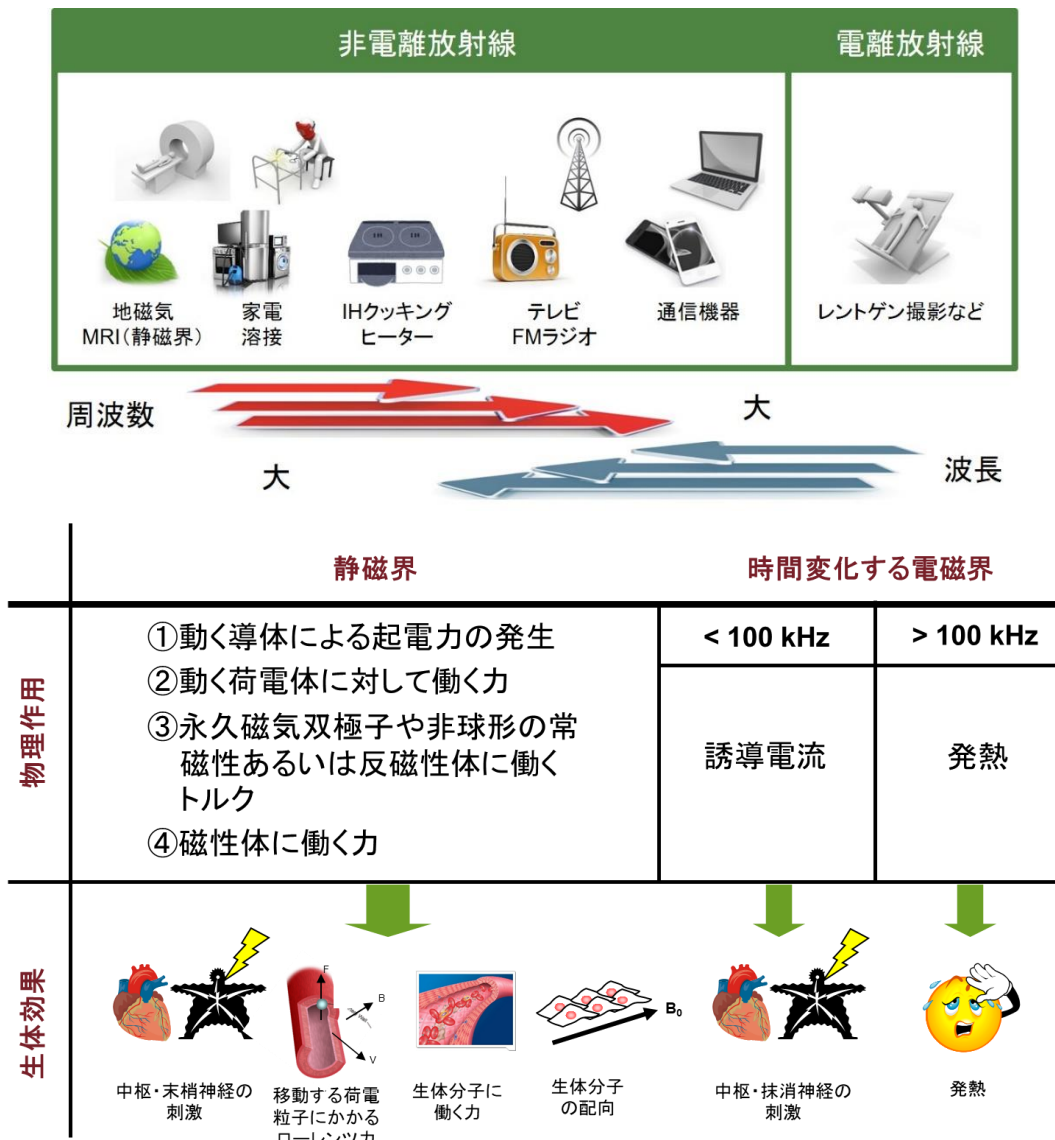 非電離放射線
電離放射線
地磁気
MRI(静磁界)
家電
溶接
IHクッキング
ヒーター
テレビ
FMラジオ
通信機器
レントゲン撮影など
周波数
大
大
波長
静磁界
時間変化する電磁界
物理作用
①動く導体による起電力の発生
②動く荷電体に対して働く力
③永久磁気双極子や非球形の常
磁性あるいは反磁性体に働く
トルク
④磁性体に働く力
< 100 kHz
> 100 kHz
誘導電流
発熱
生体効果
F
B
V
B₀
中枢・末梢神経の
刺激
移動する荷電
粒子にかかる
ローレンツ力
生体分子に
働く力
生体分子
の配向
中枢・抹消神経の
刺激
発熱